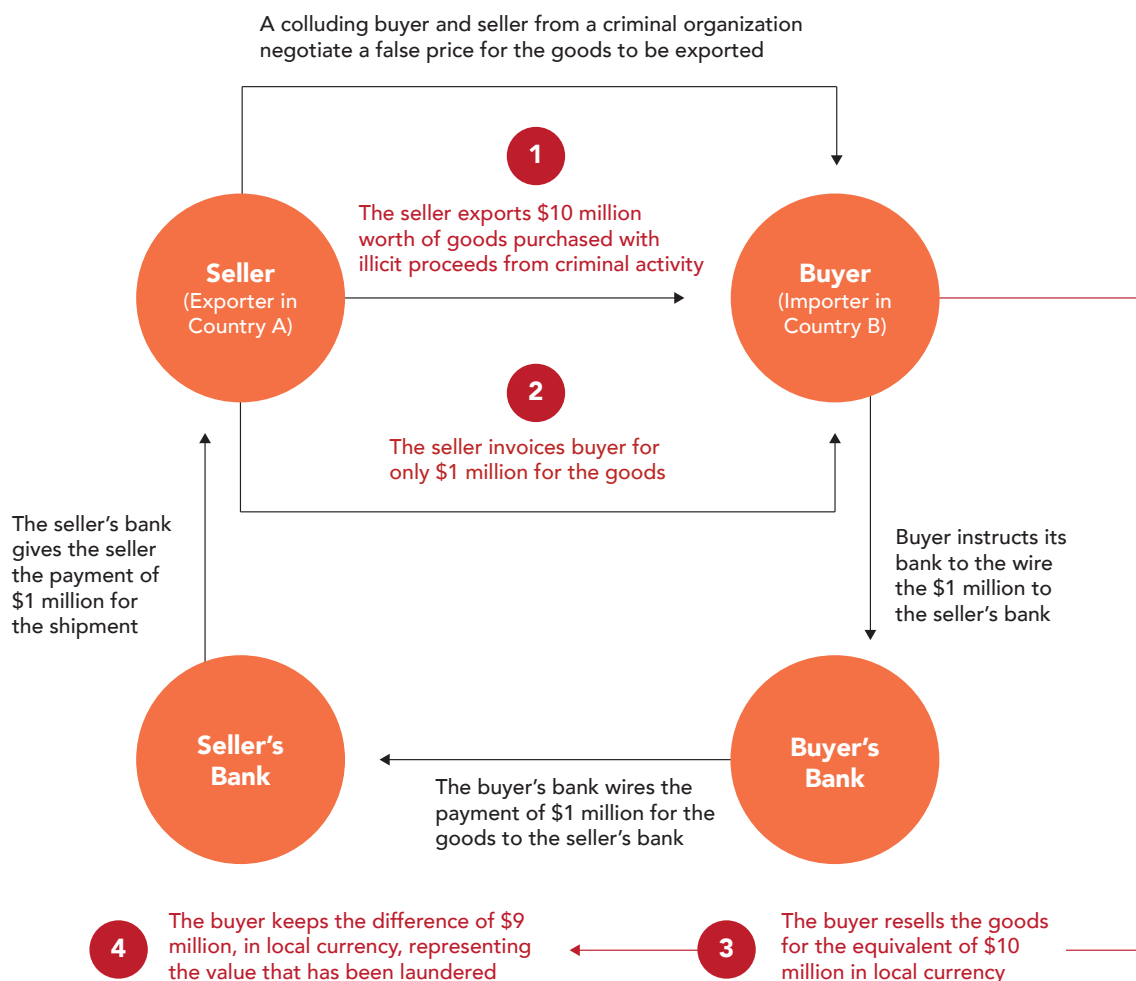 A colluding buyer and seller from a criminal organization
negotiate a false price for the goods to be exported
1
The seller exports $10 million
worth of goods purchased with
illicit proceeds from criminal activity
Seller
(Exporter in
Country A)
Buyer
(Importer in
Country B)
2
The seller invoices buyer for
only $1 million for the goods
The seller's bank
gives the seller
the payment of
$1 million for
the shipment
Buyer instructs its
bank to the wire
the $1 million to
the seller's bank
Seller's
Bank
Buyer's
Bank
The buyer's bank wires the
payment of $1 million for the
goods to the seller's bank
4
The buyer keeps the difference of $9
million, in local currency, representing
the value that has been laundered
3
The buyer resells the goods
for the equivalent of $10
million in local currency